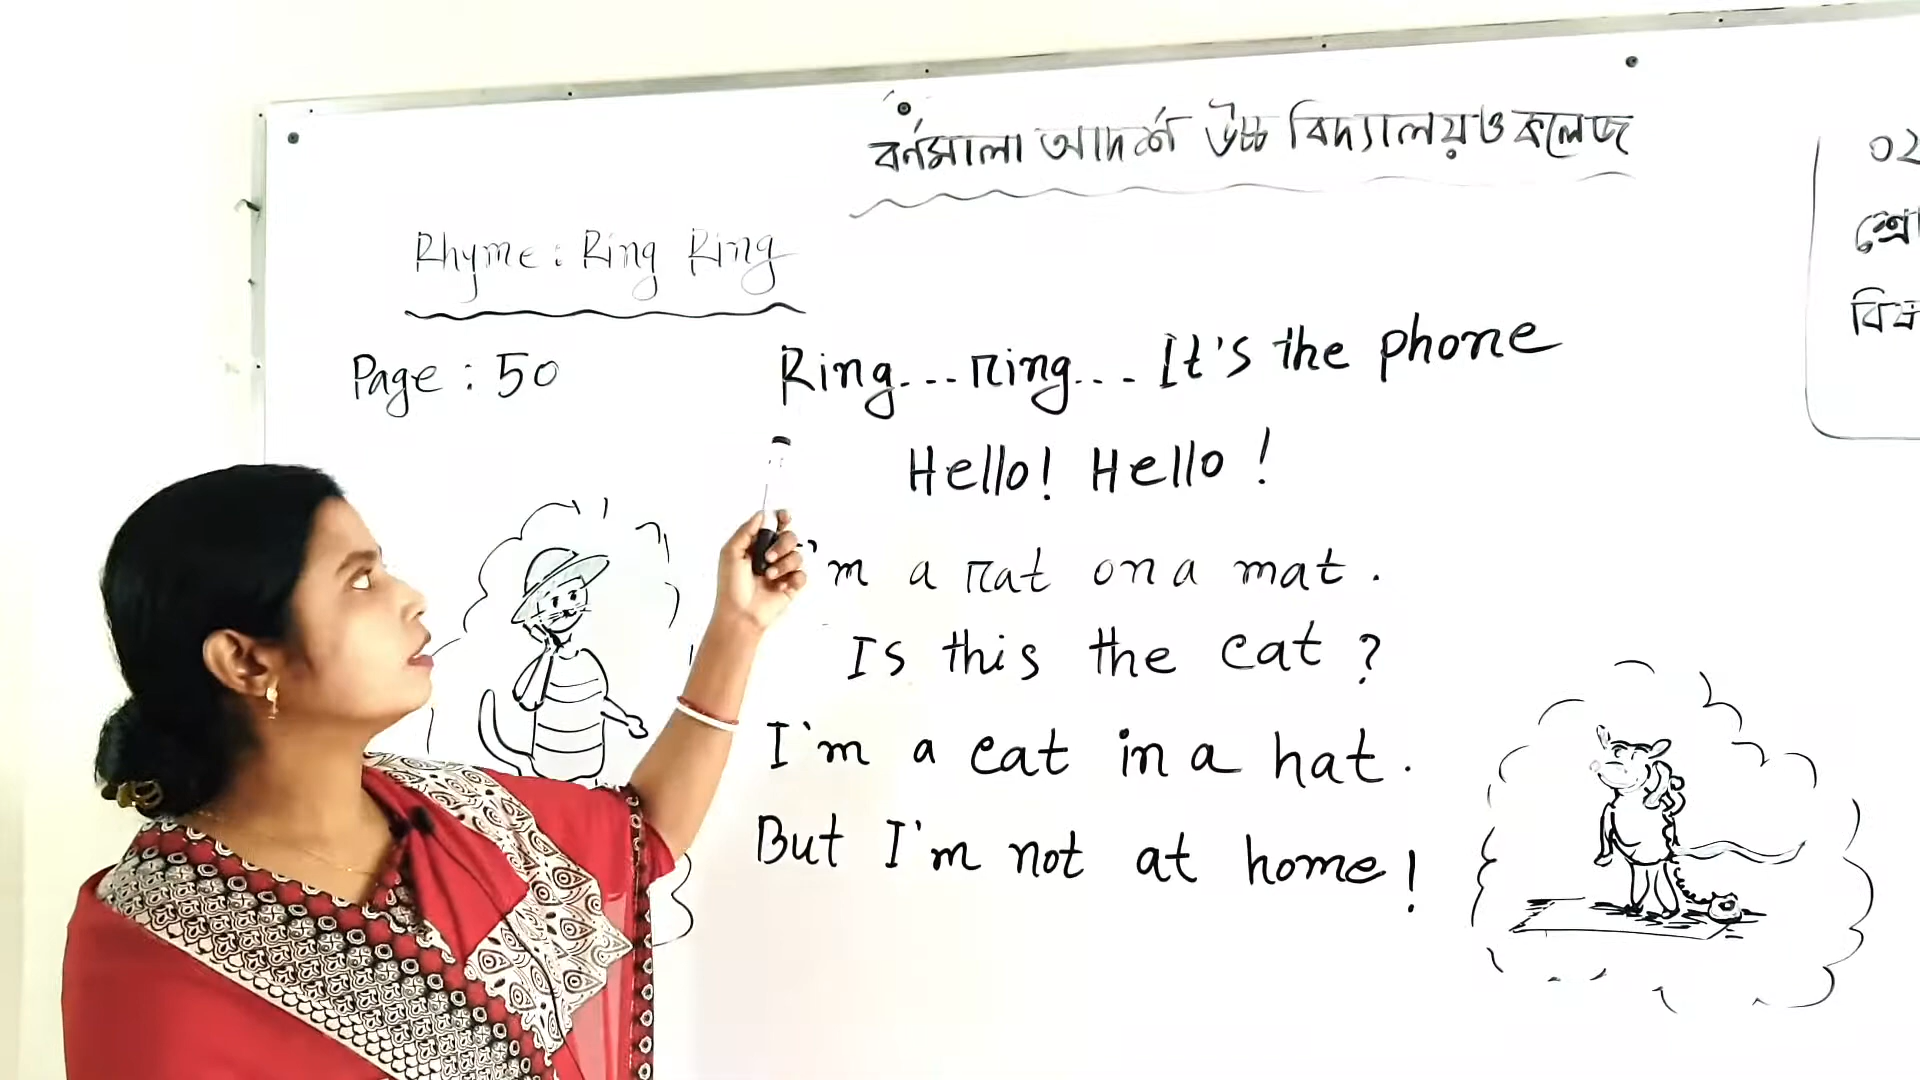 বর্ণমালা আদর্শ উচ্চ বিদ্যালয় ও কলেজ
Rhyme: Ring Ring
Page: 50
Ring... ring... It's the phone
Hello! Hello!
I'm a rat on a mat.
Is this the cat?
I'm a cat in a hat.
But I'm not at home!
০২